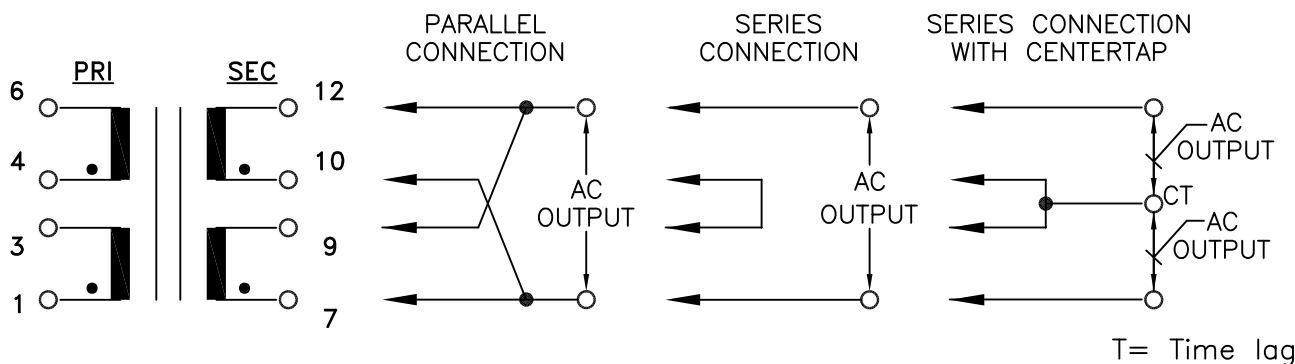 PARALLEL
CONNECTION
SERIES
CONNECTION
SERIES CONNECTION
WITH CENTERTAP
PRI
SEC
6
4
3
1
12
10
9
7
AC
OUTPUT
AC
OUTPUT
AC
OUTPUT
CT
AC
OUTPUT
T= Time lag